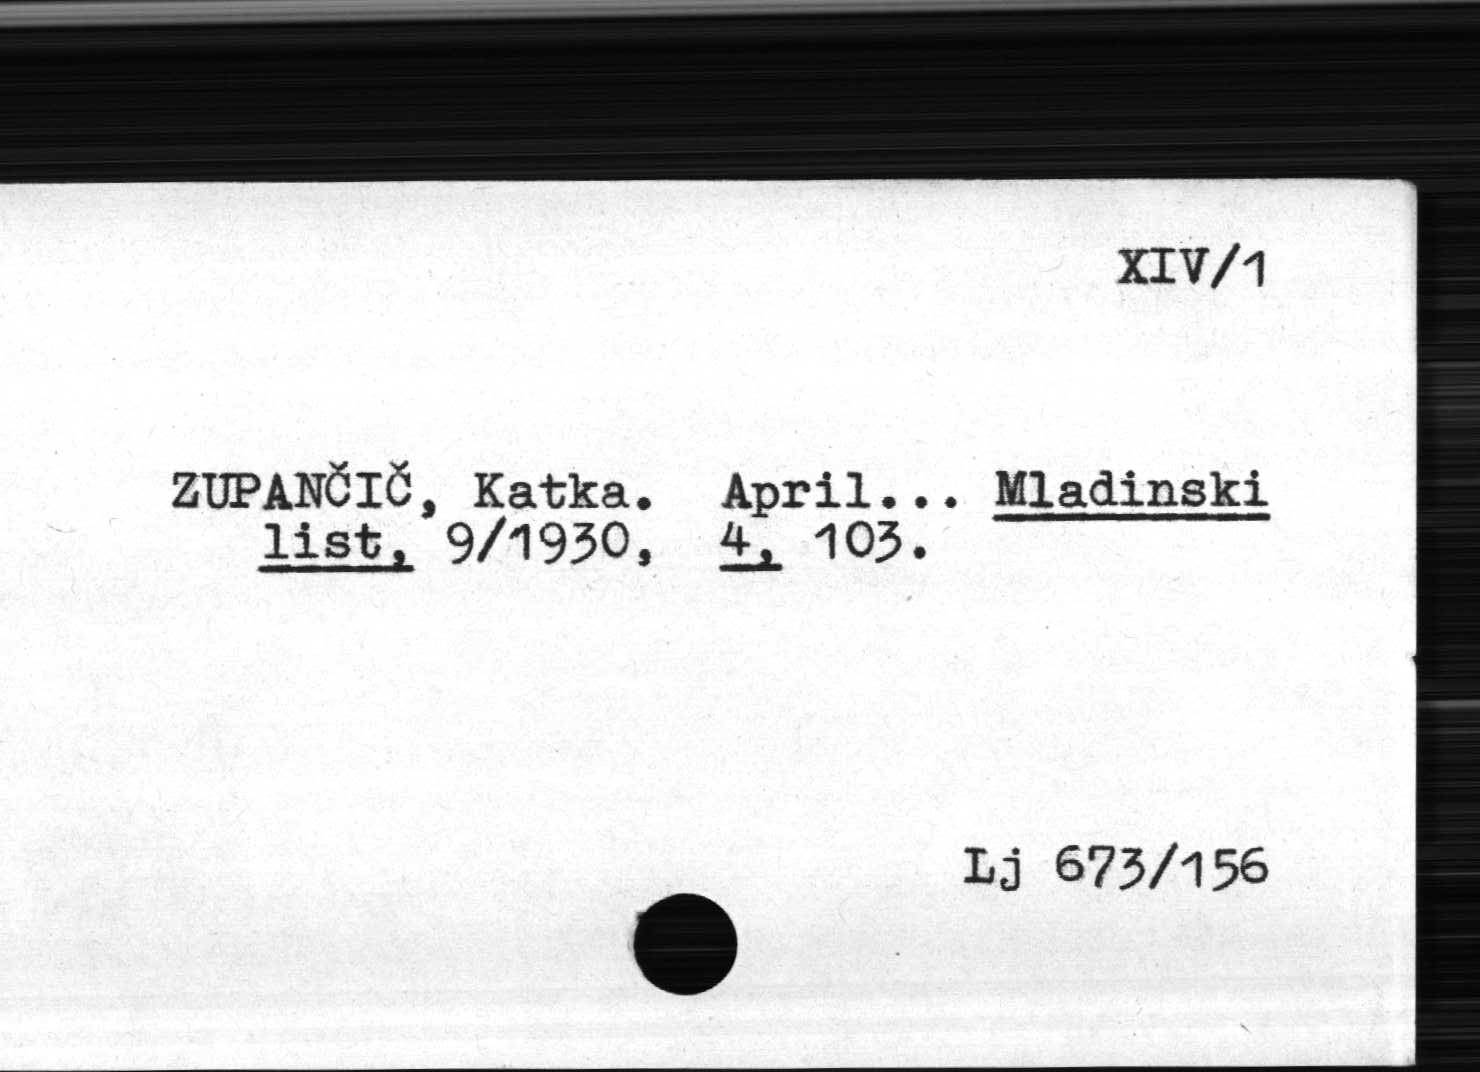 XIV/1
ZUPANČIČ, Katka. April... Mladinski
list, 9/1930, 4, 103.
Lj 673/156